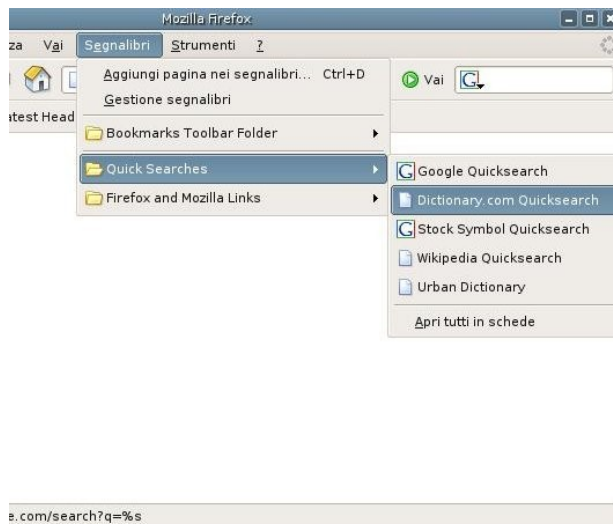 Mozilla Firefox
za Vai Segnalibri Strumenti ?
Aggiungi pagina nei segnalibri... Ctrl+D
Vai G
Gestione segnalibri
atest Head
Bookmarks Toolbar Folder
Quick Searches
Firefox and Mozilla Links
G Google Quicksearch
Dictionary.com Quicksearch
G Stock Symbol Quicksearch
Wikipedia Quicksearch
Urban Dictionary
Apri tutti in schede
e.com/search?q=%s